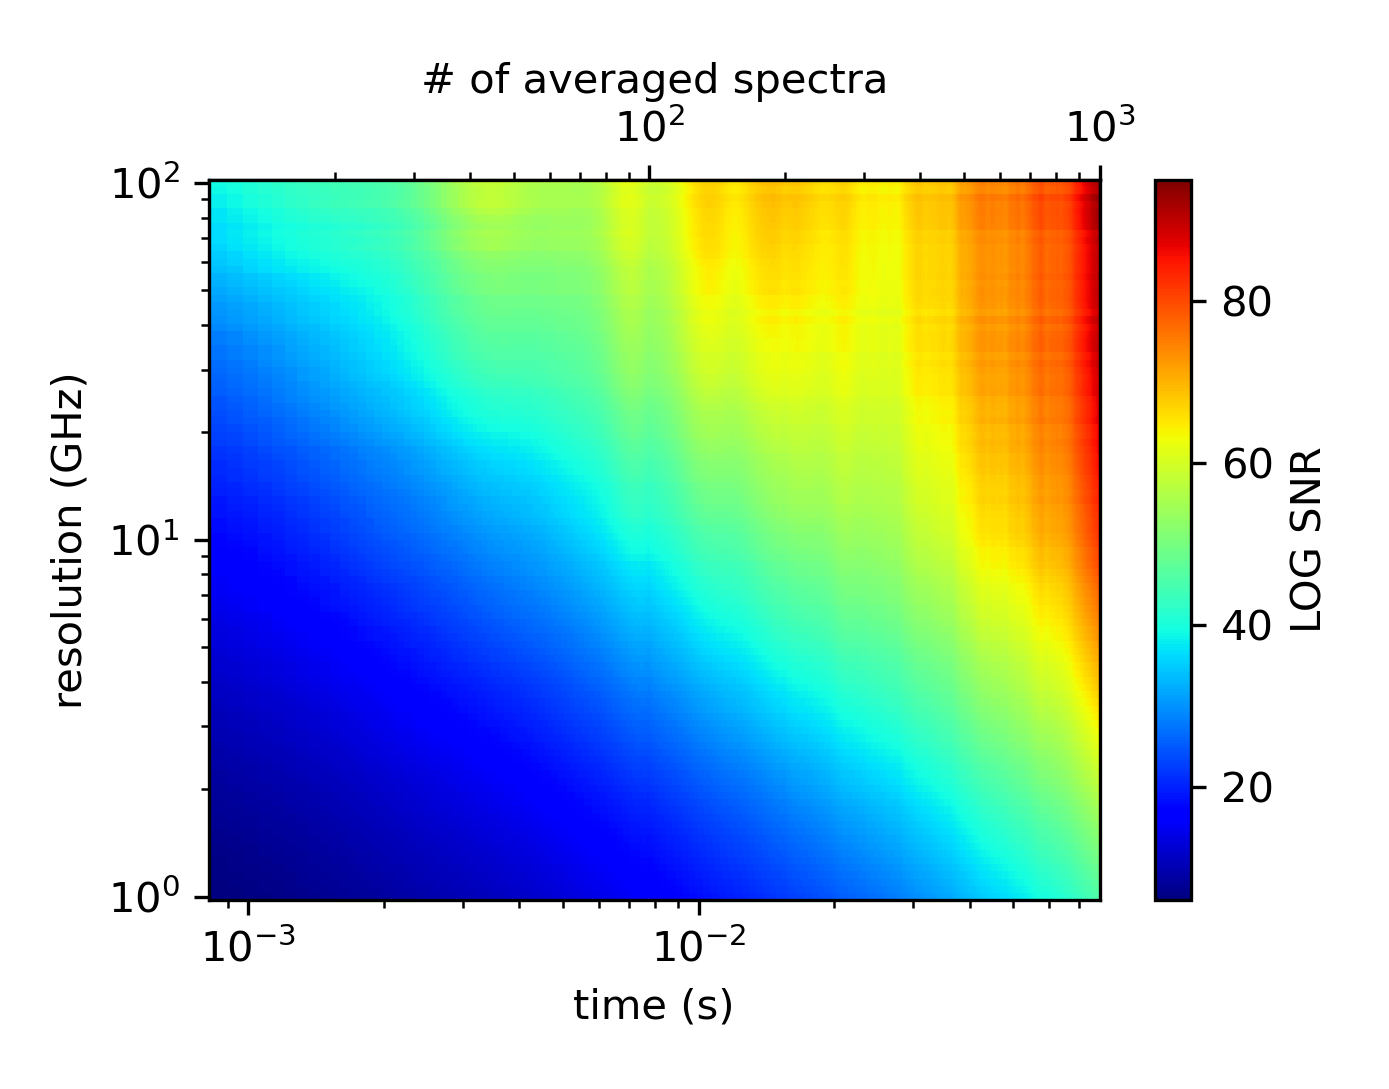 # of averaged spectra
10² 10³
10²
10¹
10⁰
resolution (GHz)
10⁻³ 10⁻²
time (s)
80
60
40
20
LOG SNR